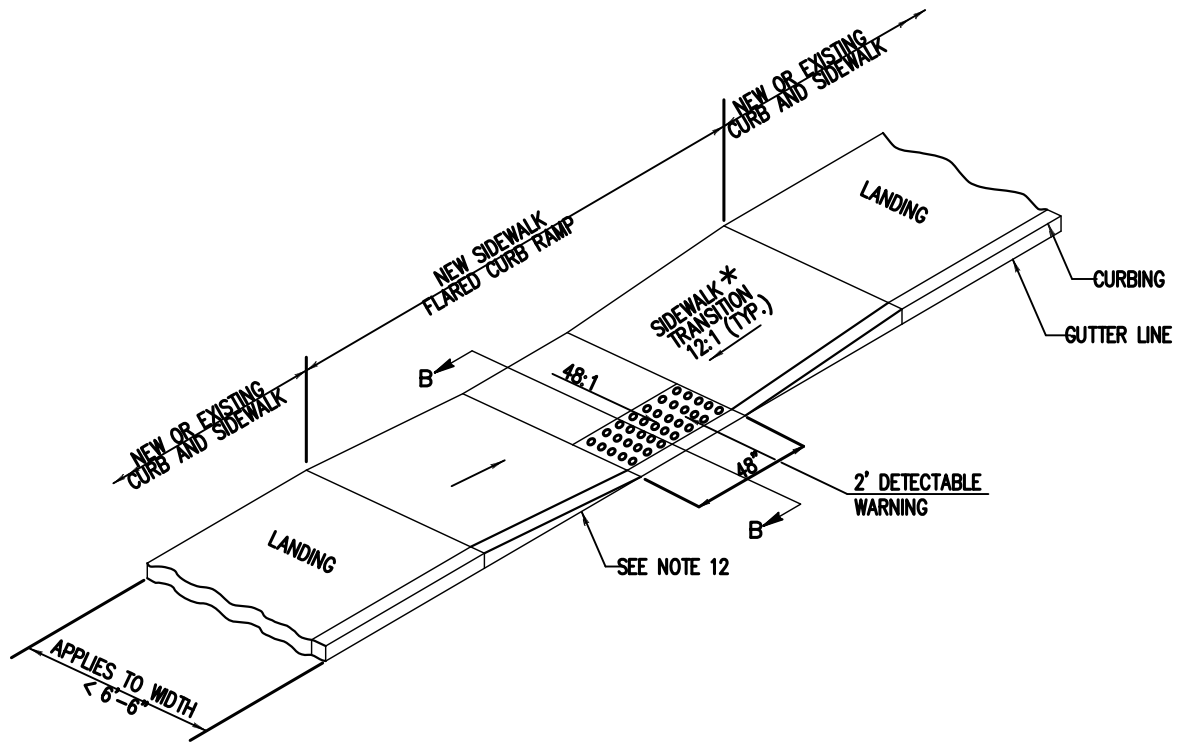 NEW OR EXISTING
CURB AND SIDEWALK
LANDING
NEW SIDEWALK
FLARED CURB RAMP
CURBING
SIDEWALK *
TRANSITION
12:1 (TYP.)
GUTTER LINE
B
48:1
NEW OR EXISTING
CURB AND SIDEWALK
48"
2' DETECTABLE
WARNING
B
LANDING
SEE NOTE 12
APPLIES TO WIDTH
< 6'-6"